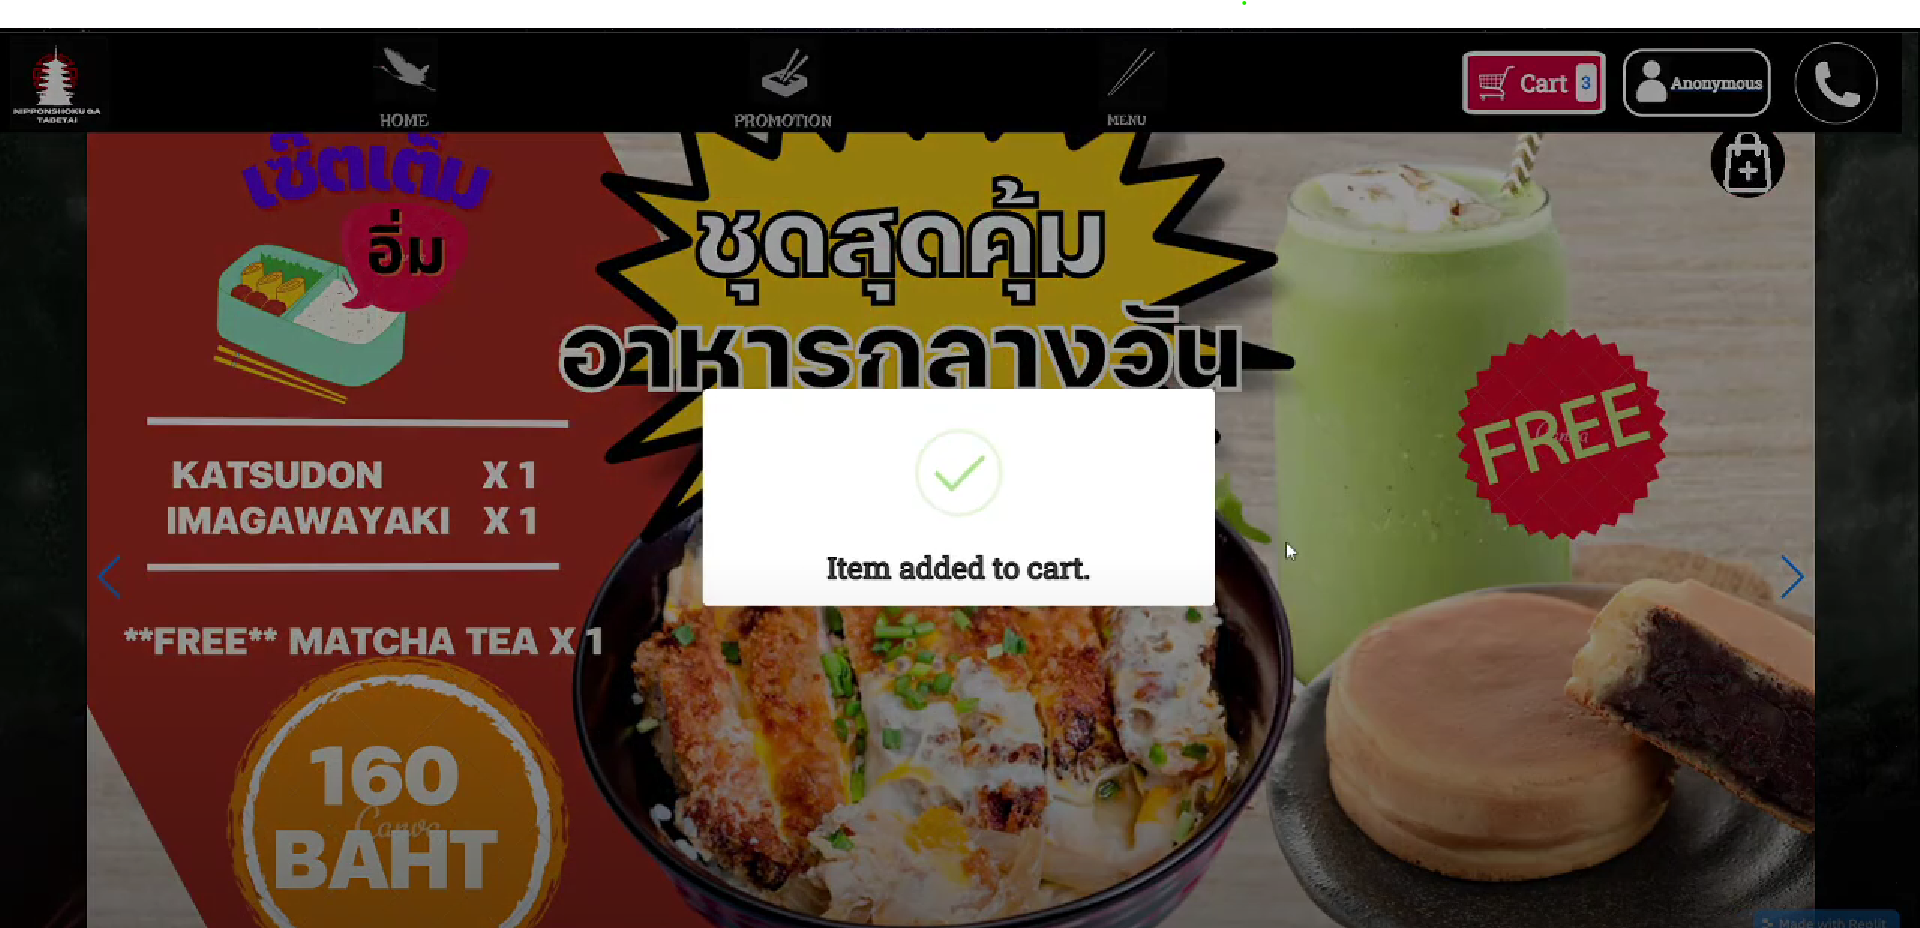 NIPPONSHOKU GA
TABETAI
HOME
PROMOTION
MENU
Cart 3
Anonymous
เซ็ตเต็ม
อิ่ม
ชุดสุดคุ้ม
อาหารกลางวัน
FREE
KATSUDON X 1
IMAGAWAYAKI X 1
Item added to cart.
**FREE** MATCHA TEA X 1
160
Canva
BAHT
Made with Replit